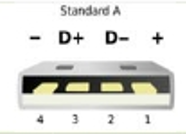 Standard A
− D+ D− +
4 3 2 1